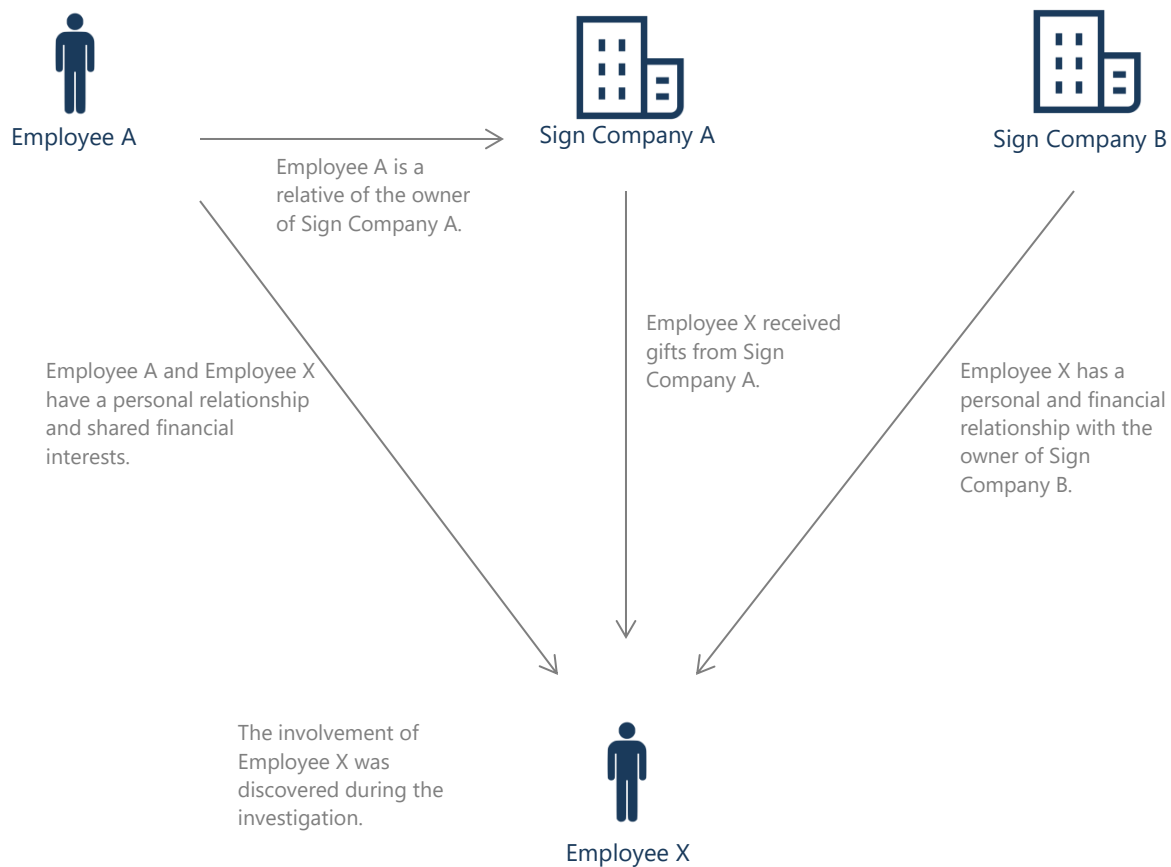 Employee A
Sign Company A
Sign Company B
Employee A is a
relative of the owner
of Sign Company A.
Employee A and Employee X
have a personal relationship
and shared financial
interests.
Employee X received
gifts from Sign
Company A.
Employee X has a
personal and financial
relationship with the
owner of Sign
Company B.
The involvement of
Employee X was
discovered during the
investigation.
Employee X